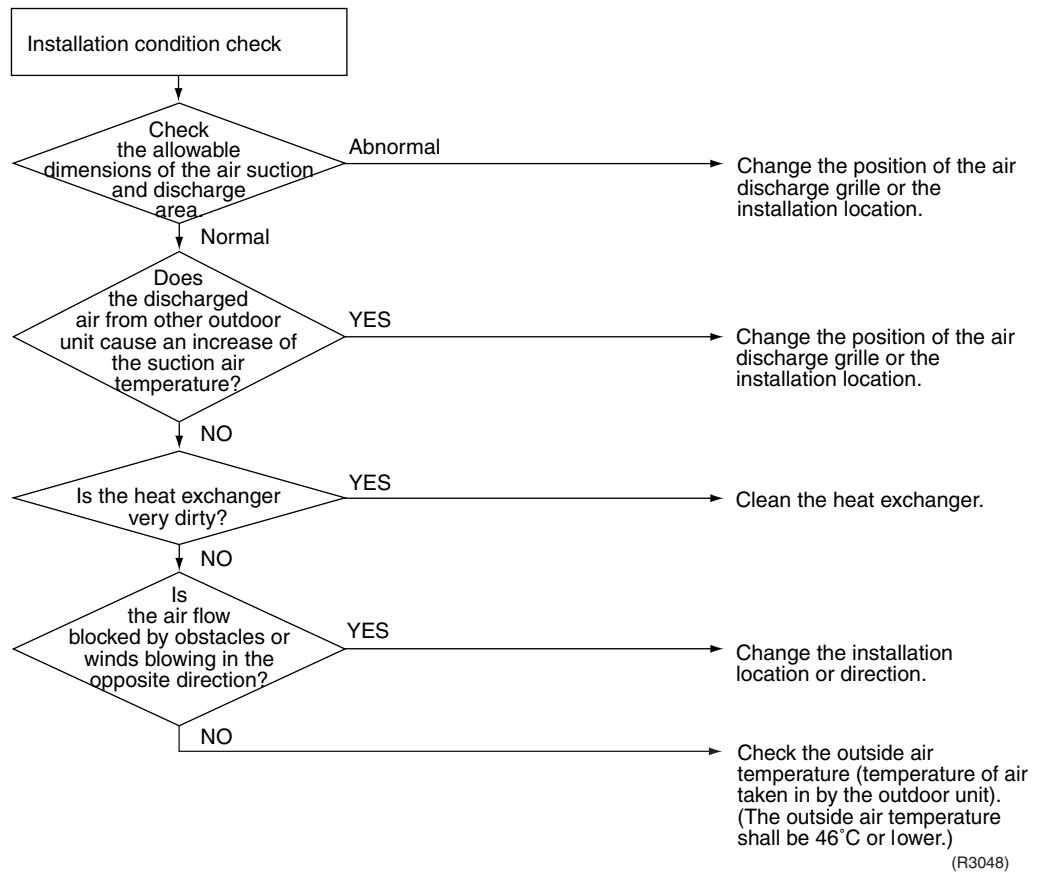 Installation condition check
Check
the allowable
dimensions of the air suction
and discharge
area.
Abnormal
Change the position of the air
discharge grille or the
installation location.
Normal
Does
the discharged
air from other outdoor
unit cause an increase of
the suction air
temperature?
YES
Change the position of the air
discharge grille or the
installation location.
NO
Is the heat exchanger
very dirty?
YES
Clean the heat exchanger.
NO
Is
the air flow
blocked by obstacles or
winds blowing in the
opposite direction?
YES
Change the installation
location or direction.
NO
Check the outside air
temperature (temperature of air
taken in by the outdoor unit).
(The outside air temperature
shall be 46˚C or lower.)
(R3048)